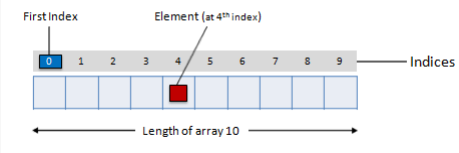 First Index
Element (at 4th index)
0 1 2 3 4 5 6 7 8 9
Indices
Length of array 10